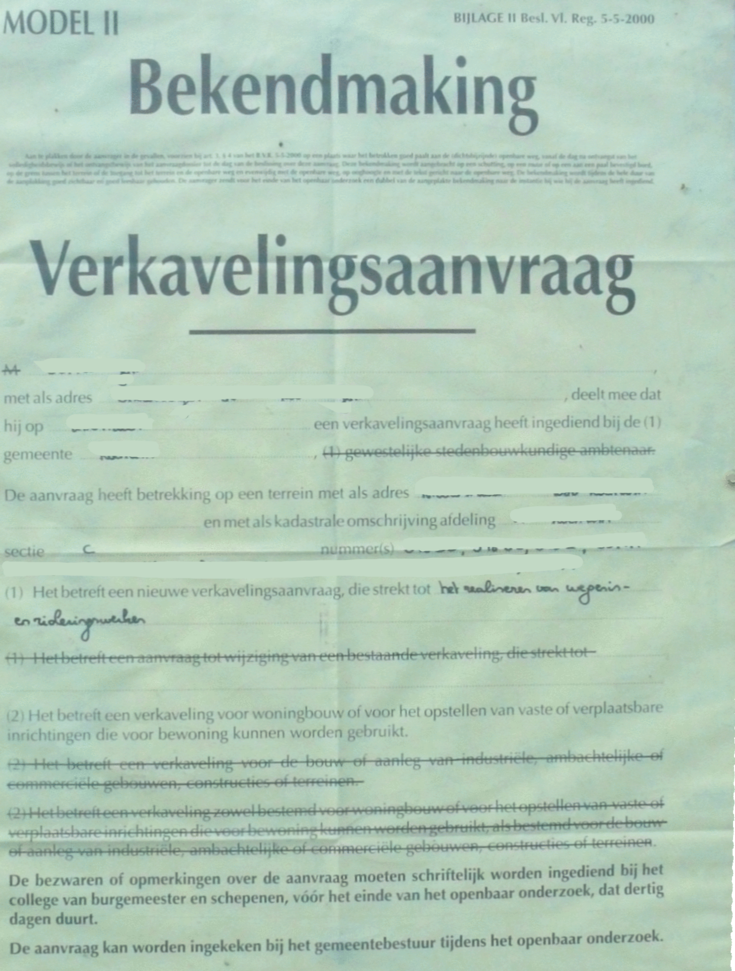 MODEL II
BIJLAGE II Besl. Vl. Reg. 5-5-2000
Bekendmaking
Verkavelingsaanvraag
met als adres , deelt mee dat
hij op een verkavelingsaanvraag heeft ingediend bij de (1)
gemeente , (1) gewestelijke stedenbouwkundige ambtenaar.
De aanvraag heeft betrekking op een terrein met als adres
en met als kadastrale omschrijving afdeling
sectie C nummer(s)
(1) Het betreft een nieuwe verkavelingsaanvraag, die strekt tot het realiseren van wegenis-
en rioleringswerken
(1) Het betreft een aanvraag tot wijziging van een bestaande verkaveling, die strekt tot
(2) Het betreft een verkaveling voor woningbouw of voor het opstellen van vaste of verplaatsbare
inrichtingen die voor bewoning kunnen worden gebruikt.
(2) Het betreft een verkaveling voor de bouw of aanleg van industriële, ambachtelijke of
commerciële gebouwen, constructies of terreinen.
(2) Het betreft een verkaveling zowel bestemd voor woningbouw of voor het opstellen van vaste of
verplaatsbare inrichtingen die voor bewoning kunnen worden gebruikt, als bestemd voor de bouw
of aanleg van industriële, ambachtelijke of commerciële gebouwen, constructies of terreinen.
De bezwaren of opmerkingen over de aanvraag moeten schriftelijk worden ingediend bij het
college van burgemeester en schepenen, vóór het einde van het openbaar onderzoek, dat dertig
dagen duurt.
De aanvraag kan worden ingekeken bij het gemeentebestuur tijdens het openbaar onderzoek.